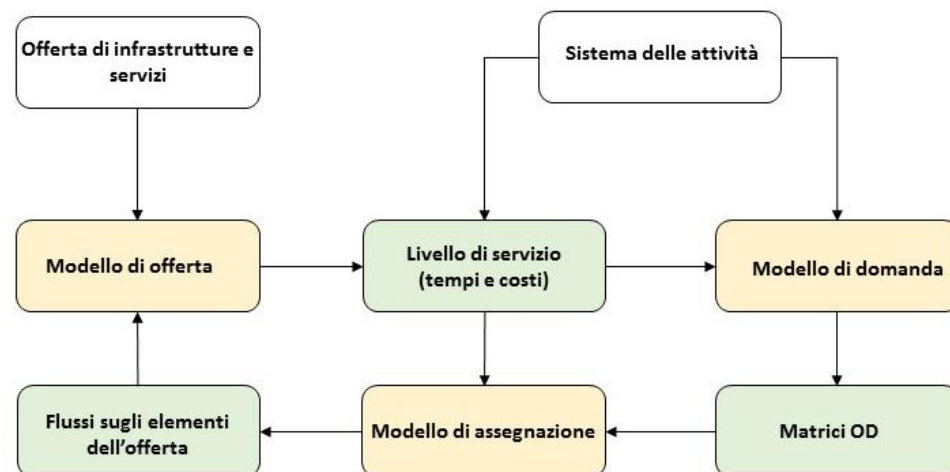 Offerta di infrastrutture e
servizi
Sistema delle attività
Modello di offerta
Livello di servizio
(tempi e costi)
Modello di domanda
Flussi sugli elementi
dell'offerta
Modello di assegnazione
Matrici OD